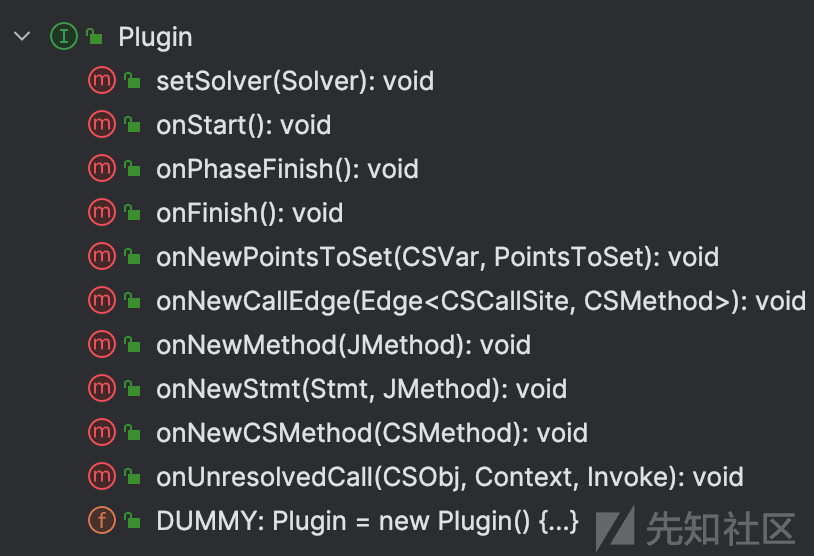 Plugin
setSolver(Solver): void
onStart(): void
onPhaseFinish(): void
onFinish(): void
onNewPointsToSet(CSVar, PointsToSet): void
onNewCallEdge(Edge<CSCallSite, CSMethod>): void
onNewMethod(JMethod): void
onNewStmt(Stmt, JMethod): void
onNewCSMethod(CSMethod): void
onUnresolvedCall(CSObj, Context, Invoke): void
DUMMY: Plugin = new Plugin() {...}
先知社区